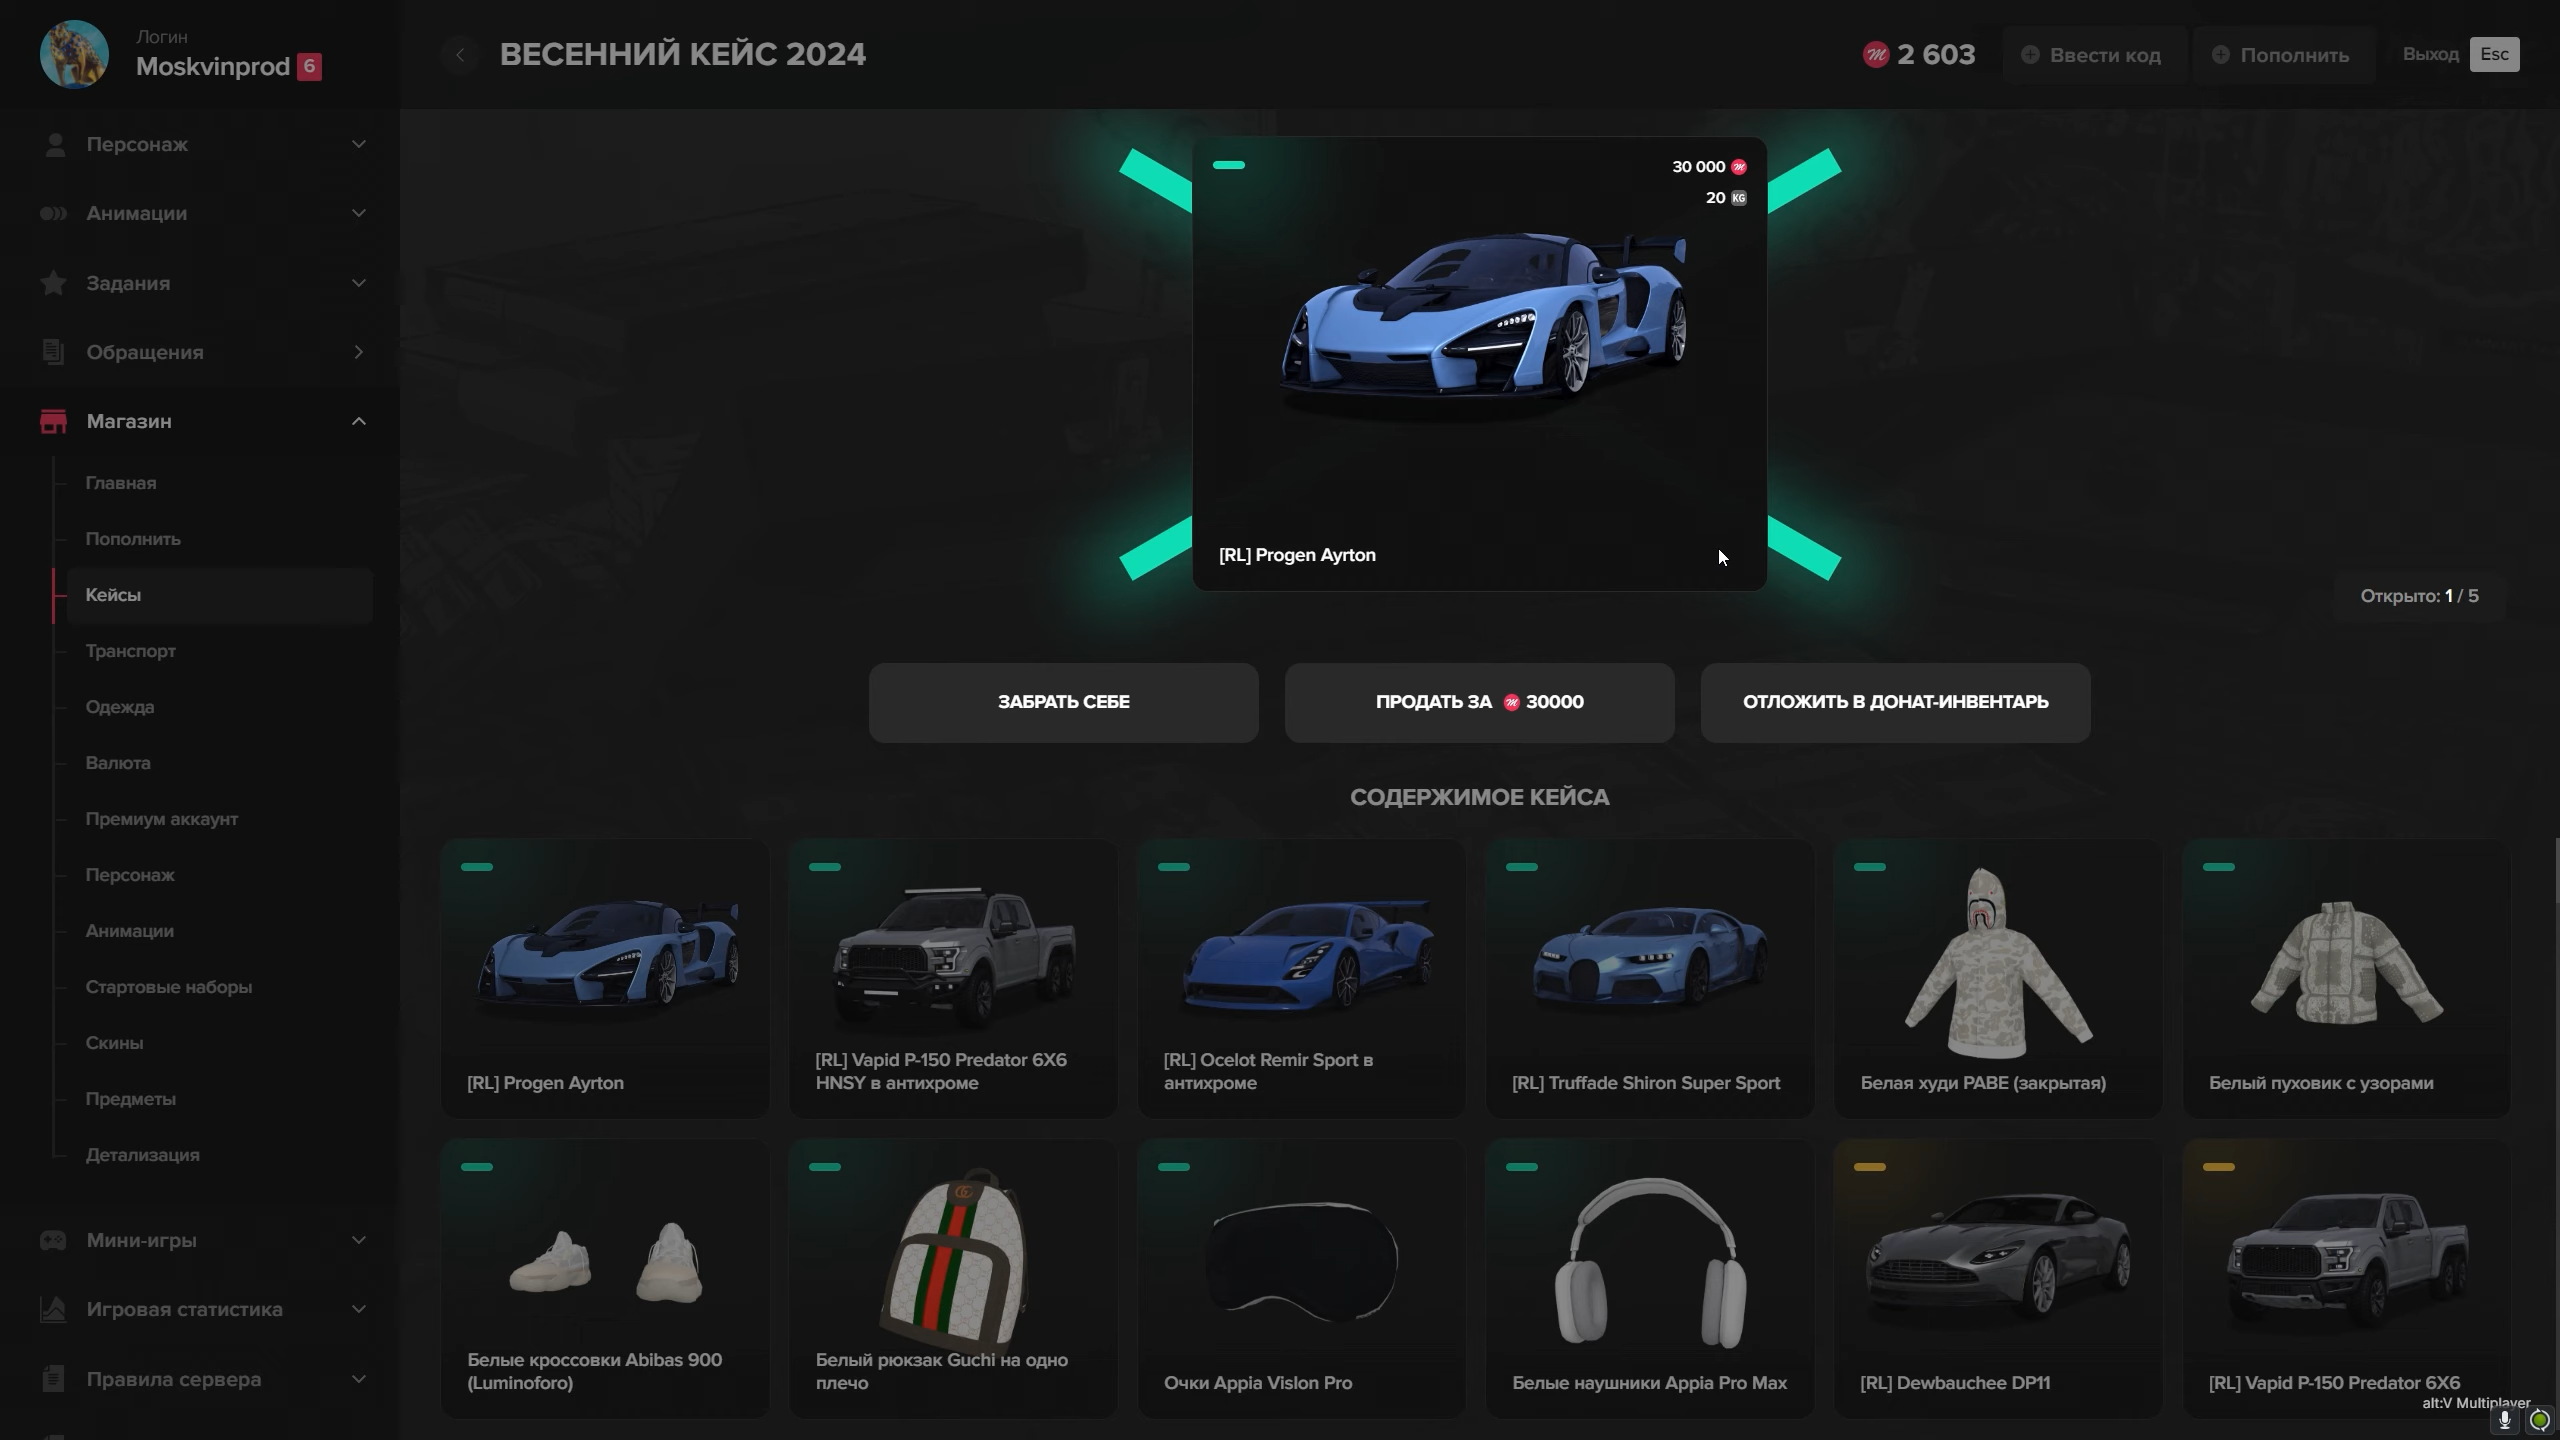 Логин
Moskvinprod 6
ВЕСЕННИЙ КЕЙС 2024
2 603
Ввести код
Пополнить
Выход
Esc
Персонаж
Анимации
Задания
Обращения
Магазин
Главная
Пополнить
Кейсы
Транспорт
Одежда
Валюта
Премиум аккаунт
Персонаж
Анимации
Стартовые наборы
Скины
Предметы
Детализация
Мини-игры
Игровая статистика
Правила сервера
30 000
20 KG
[RL] Progen Ayrton
Открыто: 1 / 5
ЗАБРАТЬ СЕБЕ
ПРОДАТЬ ЗА 30000
ОТЛОЖИТЬ В ДОНАТ-ИНВЕНТАРЬ
СОДЕРЖИМОЕ КЕЙСА
[RL] Progen Ayrton
[RL] Vapid P-150 Predator 6X6
HNSY в антихроме
[RL] Ocelot Remir Sport в
антихроме
[RL] Truffade Shiron Super Sport
Белая худи PABE (закрытая)
Белый пуховик с узорами
Белые кроссовки Abibas 900
(Luminoforo)
Белый рюкзак Guchi на одно
плечо
Очки Appia Vislon Pro
Белые наушники Appia Pro Max
[RL] Dewbauchee DP11
[RL] Vapid P-150 Predator 6X6
alt:V Multiplayer